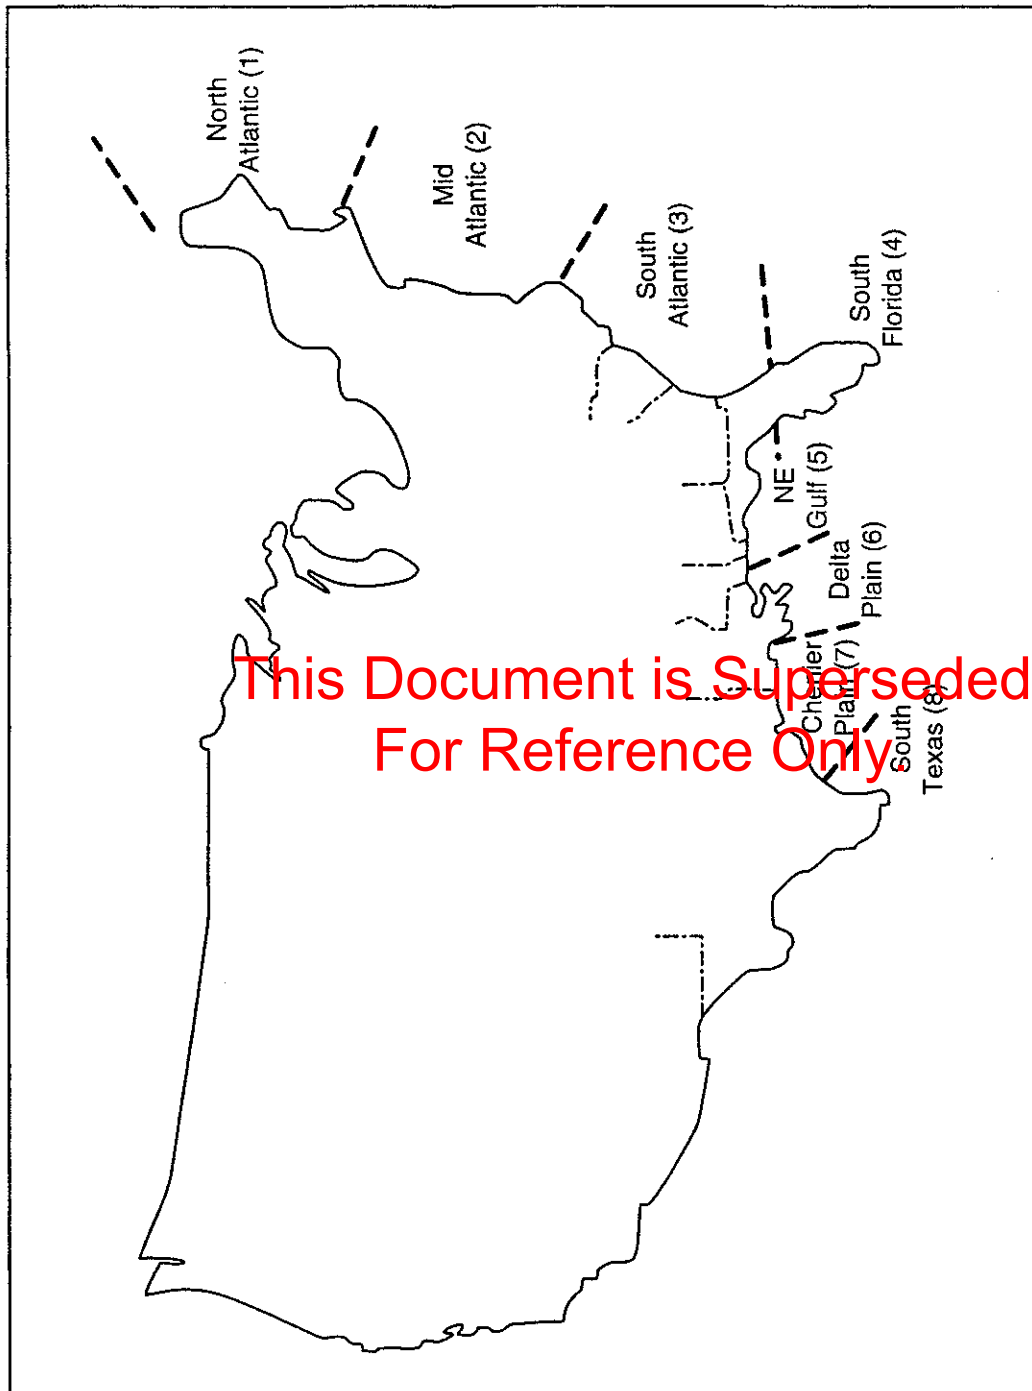 North
Atlantic (1)
Mid
Atlantic (2)
South
Atlantic (3)
South
Florida (4)
NE
Gulf (5)
Delta
Plain (6)
Chenier
Plain (7)
South
Texas (8)
This Document is Superseded
For Reference Only.